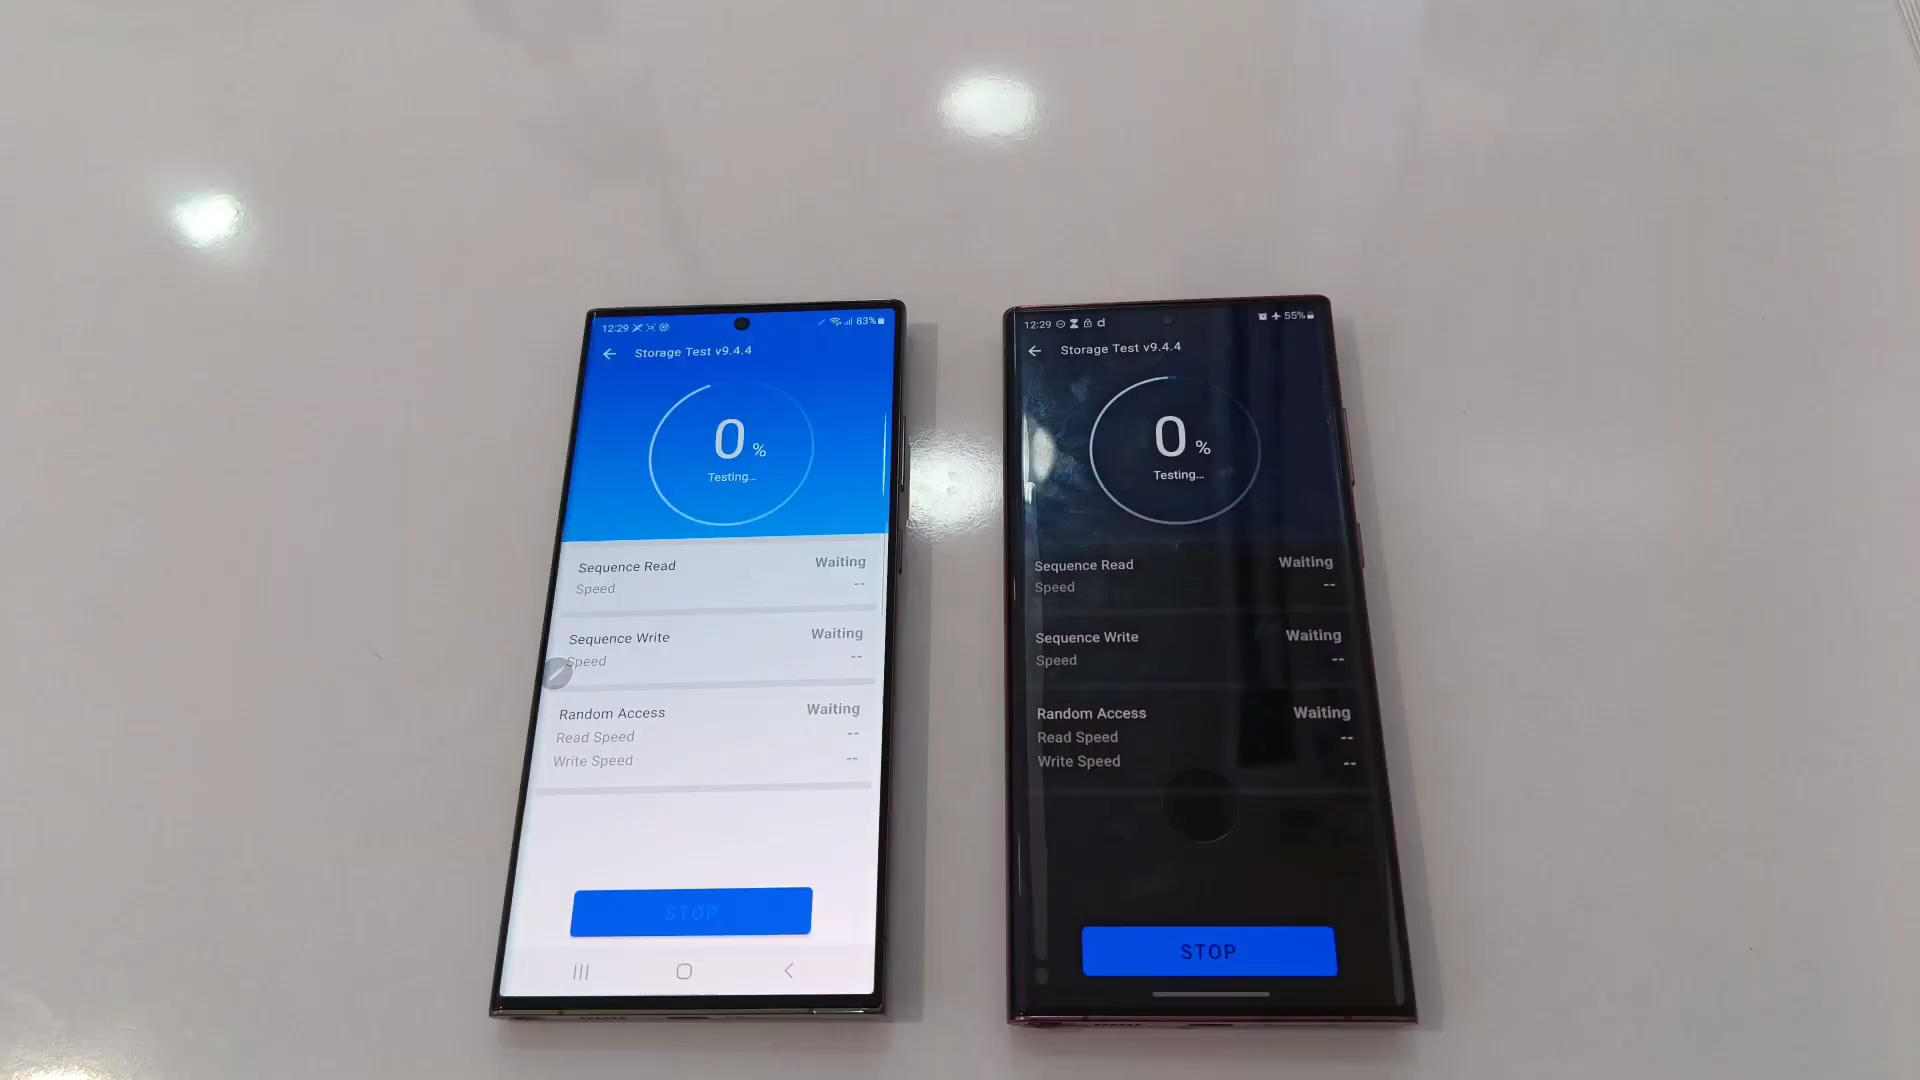 12:29
83%
Storage Test v9.4.4
0 %
Testing...
Sequence Read
Waiting
Speed
--
Sequence Write
Waiting
Speed
--
Random Access
Waiting
Read Speed
--
Write Speed
--
STOP
12:29
55%
Storage Test v9.4.4
0 %
Testing...
Sequence Read
Waiting
Speed
--
Sequence Write
Waiting
Speed
--
Random Access
Waiting
Read Speed
--
Write Speed
--
STOP